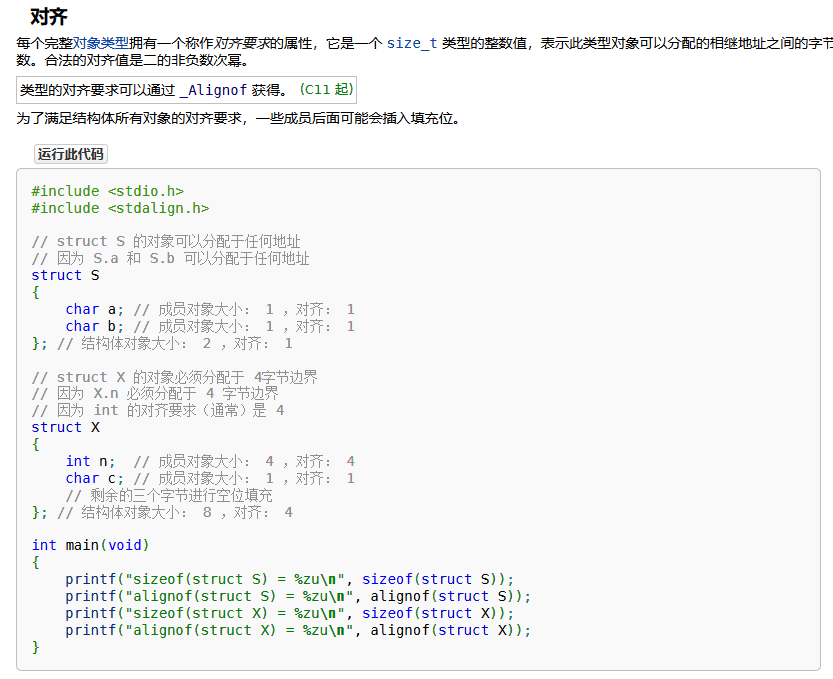 对齐
每个完整对象类型拥有一个称作对齐要求的属性，它是一个 size_t 类型的整数值，表示此类型对象可以分配的相继地址之间的字节
数。合法的对齐值是二的非负数次幂。
类型的对齐要求可以通过 _Alignof 获得。 (C11 起)
为了满足结构体所有对象的对齐要求，一些成员后面可能会插入填充位。
运行此代码
#include <stdio.h>
#include <stdalign.h>
// struct S 的对象可以分配于任何地址
// 因为 S.a 和 S.b 可以分配于任何地址
struct S
{
    char a; // 成员对象大小： 1 ，对齐： 1
    char b; // 成员对象大小： 1 ，对齐： 1
}; // 结构体对象大小： 2 ，对齐： 1
// struct X 的对象必须分配于 4字节边界
// 因为 X.n 必须分配于 4 字节边界
// 因为 int 的对齐要求（通常）是 4
struct X
{
    int n;  // 成员对象大小： 4 ，对齐： 4
    char c; // 成员对象大小： 1 ，对齐： 1
    // 剩余的三个字节进行空位填充
}; // 结构体对象大小： 8 ，对齐： 4
int main(void)
{
    printf("sizeof(struct S) = %zu\n", sizeof(struct S));
    printf("alignof(struct S) = %zu\n", alignof(struct S));
    printf("sizeof(struct X) = %zu\n", sizeof(struct X));
    printf("alignof(struct X) = %zu\n", alignof(struct X));
}